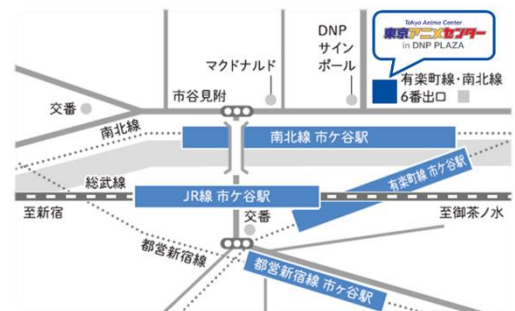 Tokyo Anime Center
東京アニメセンター
in DNP PLAZA
DNP
サイン
ポール
マクドナルド
有楽町線・南北線
6番出口
市谷見附
交番
南北線
南北線 市ケ谷駅
有楽町線 市ケ谷駅
総武線
JR線 市ケ谷駅
至新宿
交番
至御茶ノ水
都営新宿線
都営新宿線 市ケ谷駅